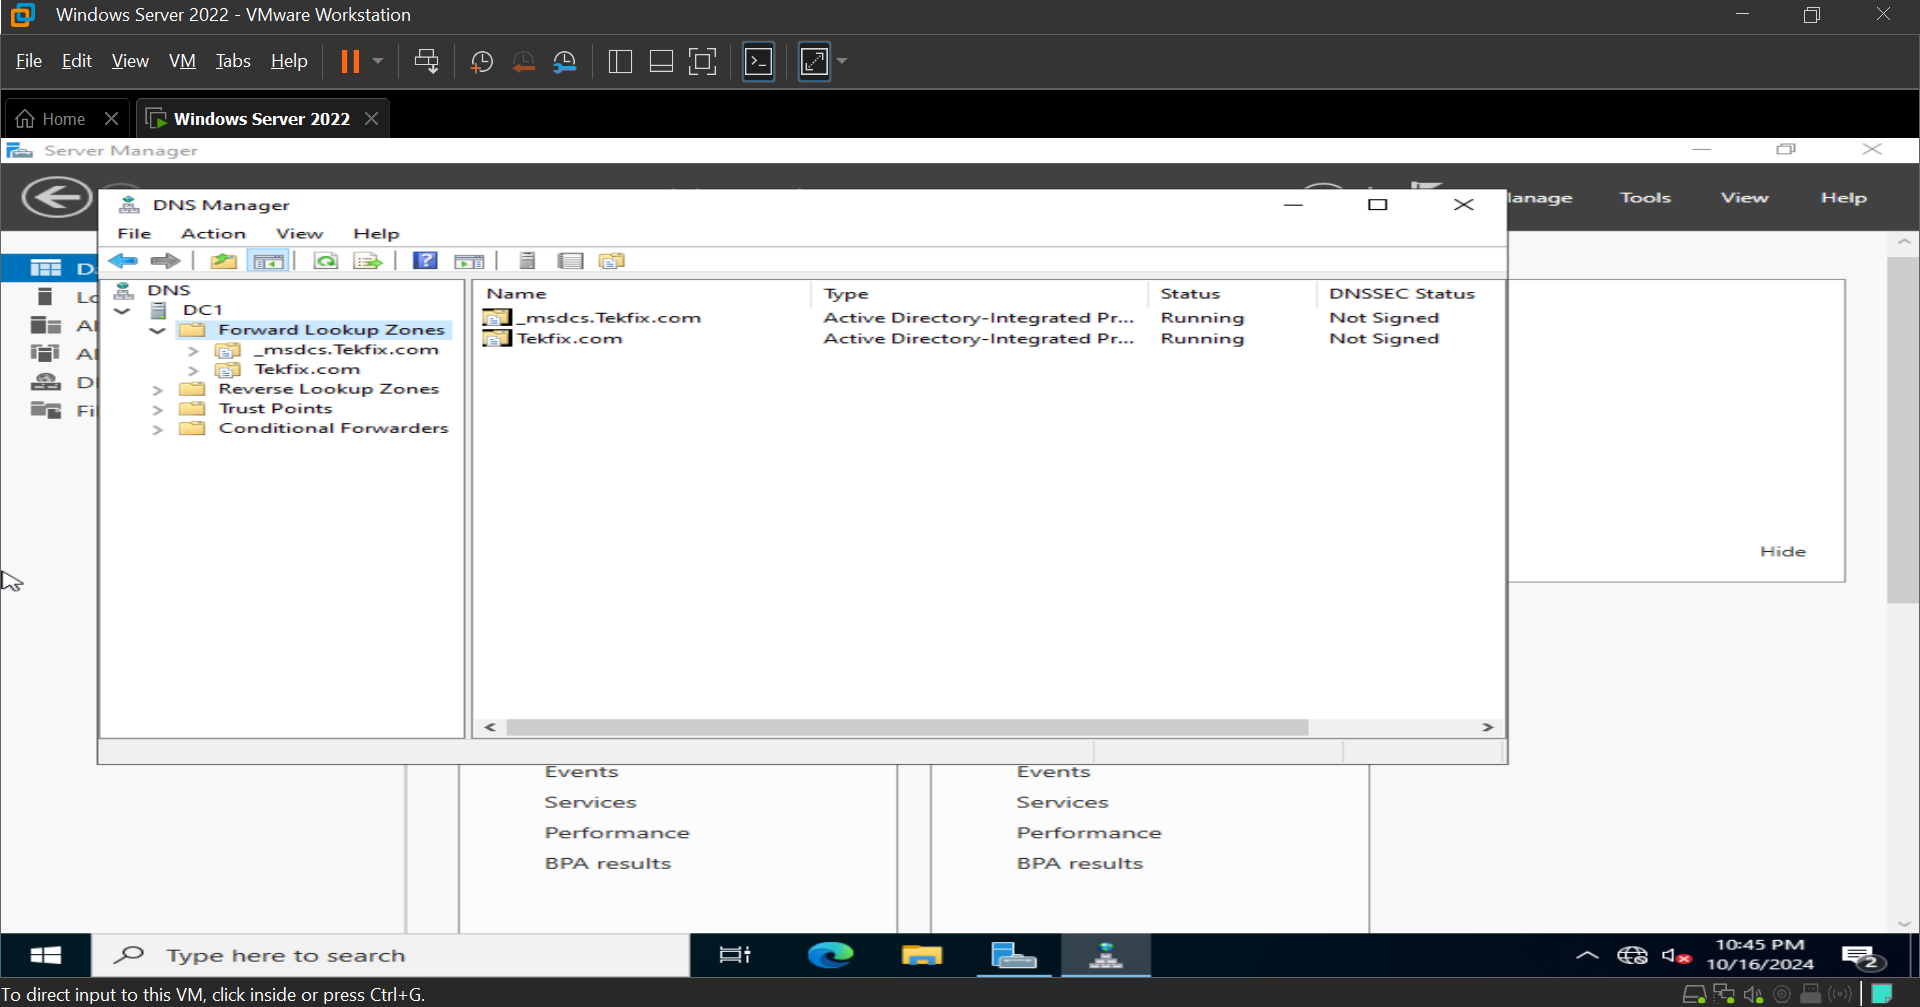 Windows Server 2022 - VMware Workstation
File Edit View VM Tabs Help
Home Windows Server 2022
Server Manager
Tools View Help
DNS Manager
File Action View Help
DNS
DC1
Forward Lookup Zones
_msdcs.Tekfix.com
Tekfix.com
Reverse Lookup Zones
Trust Points
Conditional Forwarders
Name Type Status DNSSEC Status
_msdcs.Tekfix.com Active Directory-Integrated Pr... Running Not Signed
Tekfix.com Active Directory-Integrated Pr... Running Not Signed
Hide
Events
Services
Performance
BPA results
Events
Services
Performance
BPA results
Type here to search
10:45 PM
10/16/2024
2
To direct input to this VM, click inside or press Ctrl+G.